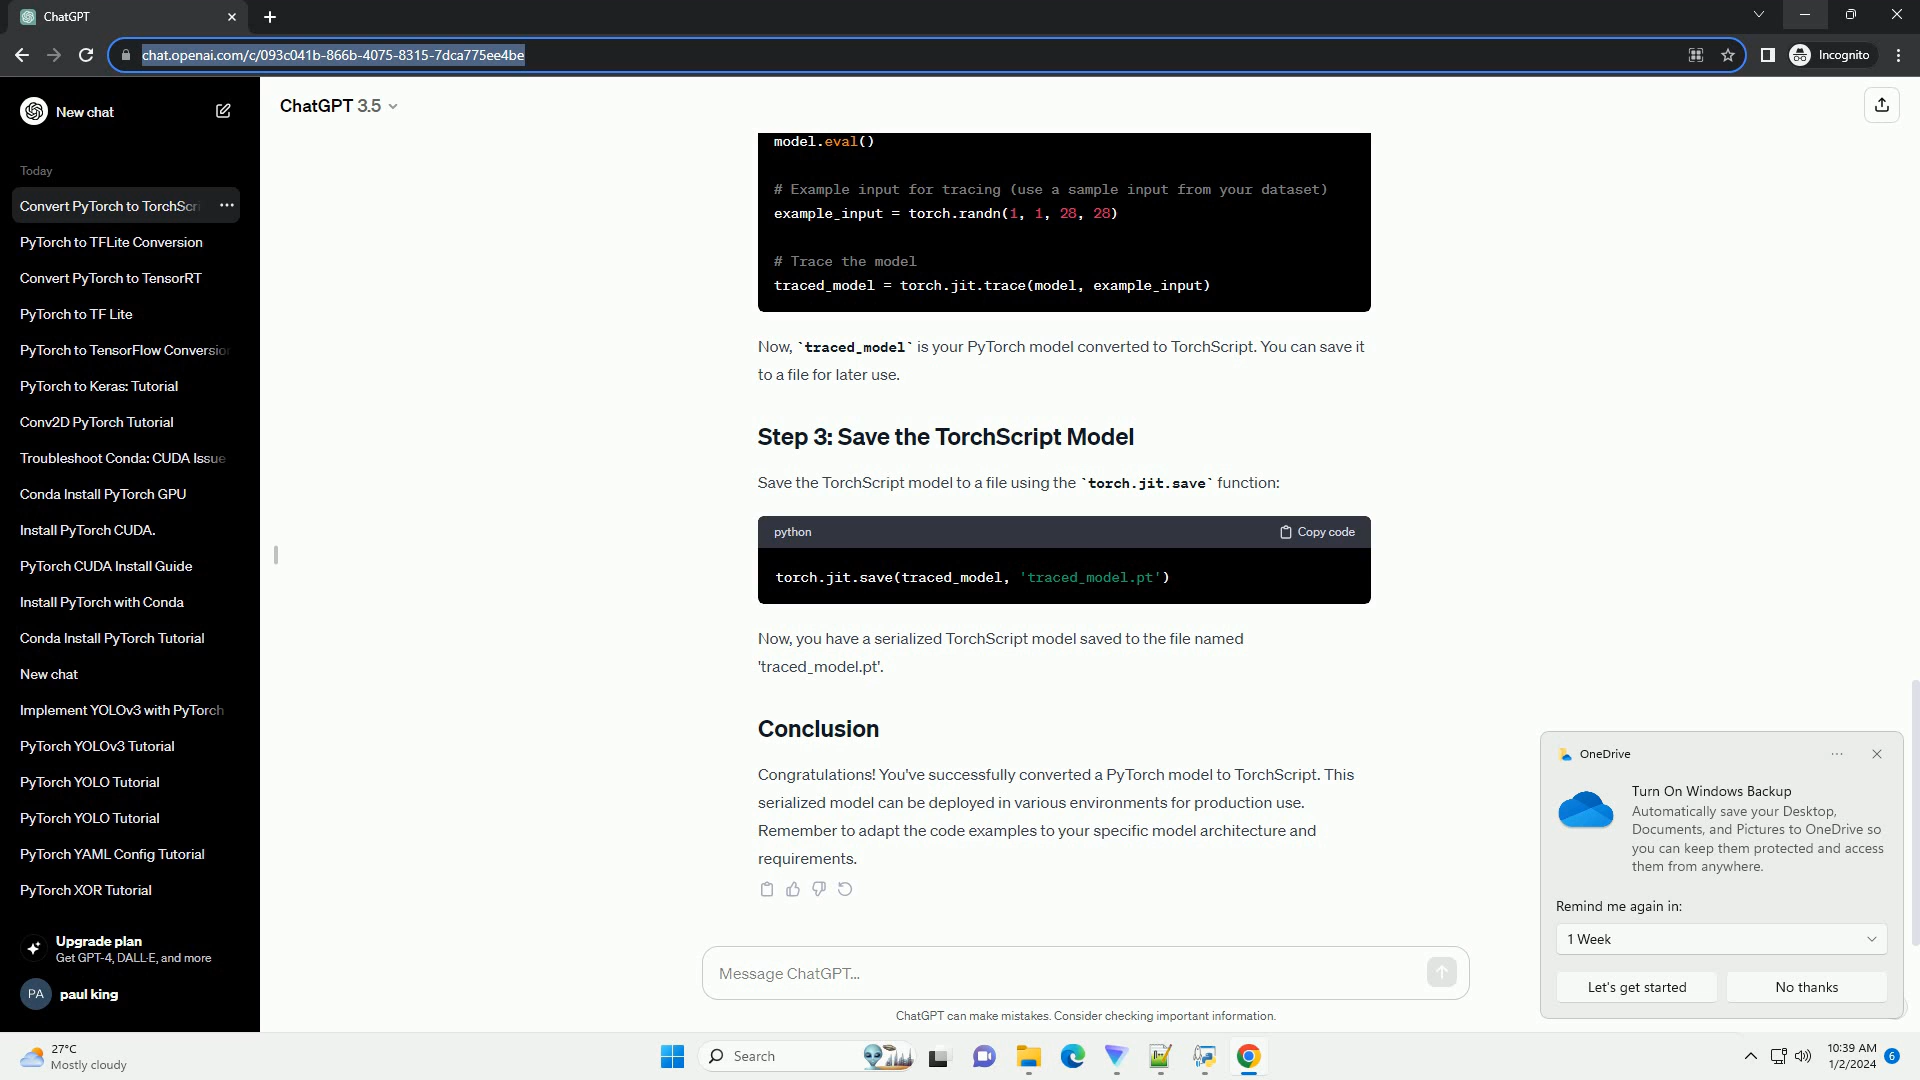 ChatGPT
chat.openai.com/c/093c041b-866b-4075-8315-7dca775ee4be
Incognito
New chat
ChatGPT 3.5
Today
Convert PyTorch to TorchScri
PyTorch to TFLite Conversion
Convert PyTorch to TensorRT
PyTorch to TF Lite
PyTorch to TensorFlow Conversion
PyTorch to Keras: Tutorial
Conv2D PyTorch Tutorial
Troubleshoot Conda: CUDA Issue
Conda Install PyTorch GPU
Install PyTorch CUDA.
PyTorch CUDA Install Guide
Install PyTorch with Conda
Conda Install PyTorch Tutorial
New chat
Implement YOLOv3 with PyTorch
PyTorch YOLOv3 Tutorial
PyTorch YOLO Tutorial
PyTorch YOLO Tutorial
PyTorch YAML Config Tutorial
PyTorch XOR Tutorial
Upgrade plan
Get GPT-4, DALL·E, and more
PA paul king
model.eval()
# Example input for tracing (use a sample input from your dataset)
example_input = torch.randn(1, 1, 28, 28)
# Trace the model
traced_model = torch.jit.trace(model, example_input)
Now, `traced_model` is your PyTorch model converted to TorchScript. You can save it
to a file for later use.
Step 3: Save the TorchScript Model
Save the TorchScript model to a file using the `torch.jit.save` function:
python Copy code
torch.jit.save(traced_model, 'traced_model.pt')
Now, you have a serialized TorchScript model saved to the file named
'traced_model.pt'.
Conclusion
Congratulations! You've successfully converted a PyTorch model to TorchScript. This
serialized model can be deployed in various environments for production use.
Remember to adapt the code examples to your specific model architecture and
requirements.
Message ChatGPT...
ChatGPT can make mistakes. Consider checking important information.
OneDrive
Turn On Windows Backup
Automatically save your Desktop,
Documents, and Pictures to OneDrive so
you can keep them protected and access
them from anywhere.
Remind me again in:
1 Week
Let's get started
No thanks
27°C
Mostly cloudy
Search
10:39 AM
1/2/2024
6